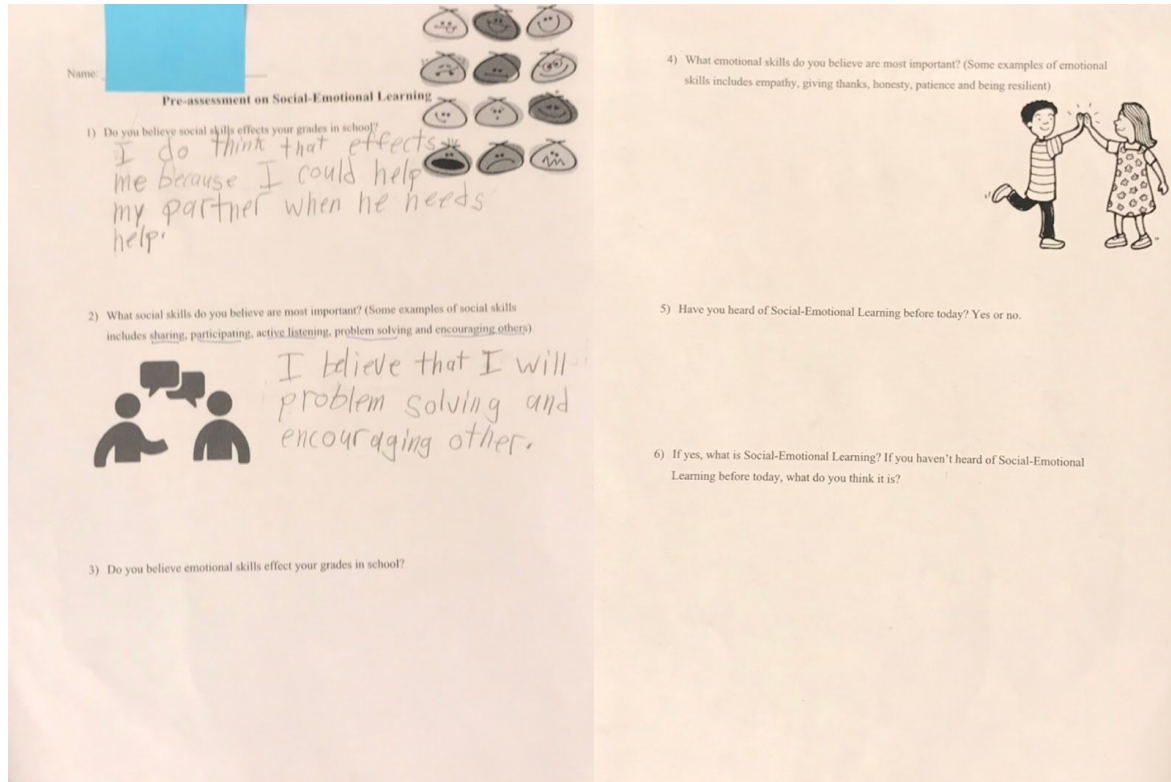 Name:
Pre-assessment on Social-Emotional Learning
1) Do you believe social skills effects your grades in school?
I do think that effects
me because I could help
my partner when he needs
help.
2) What social skills do you believe are most important? (Some examples of social skills
includes sharing, participating, active listening, problem solving and encouraging others)
I believe that I will
problem solving and
encouraging other.
3) Do you believe emotional skills effect your grades in school?
4) What emotional skills do you believe are most important? (Some examples of emotional
skills includes empathy, giving thanks, honesty, patience and being resilient)
5) Have you heard of Social-Emotional Learning before today? Yes or no.
6) If yes, what is Social-Emotional Learning? If you haven't heard of Social-Emotional
Learning before today, what do you think it is?